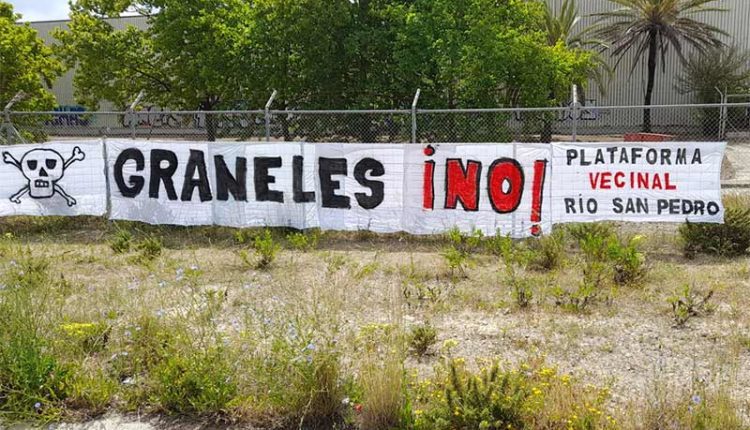 GRANELES ¡NO!
PLATAFORMA
VECINAL
RÍO SAN PEDRO